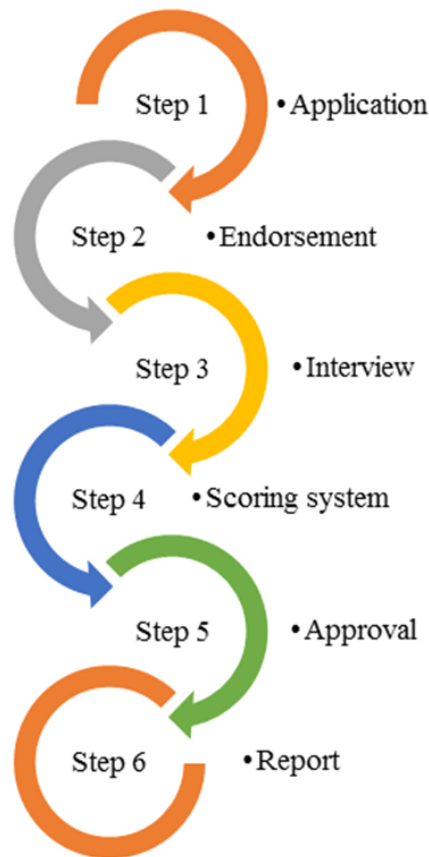 Step 1 •Application
Step 2 •Endorsement
Step 3 •Interview
Step 4 •Scoring system
Step 5 •Approval
Step 6 •Report